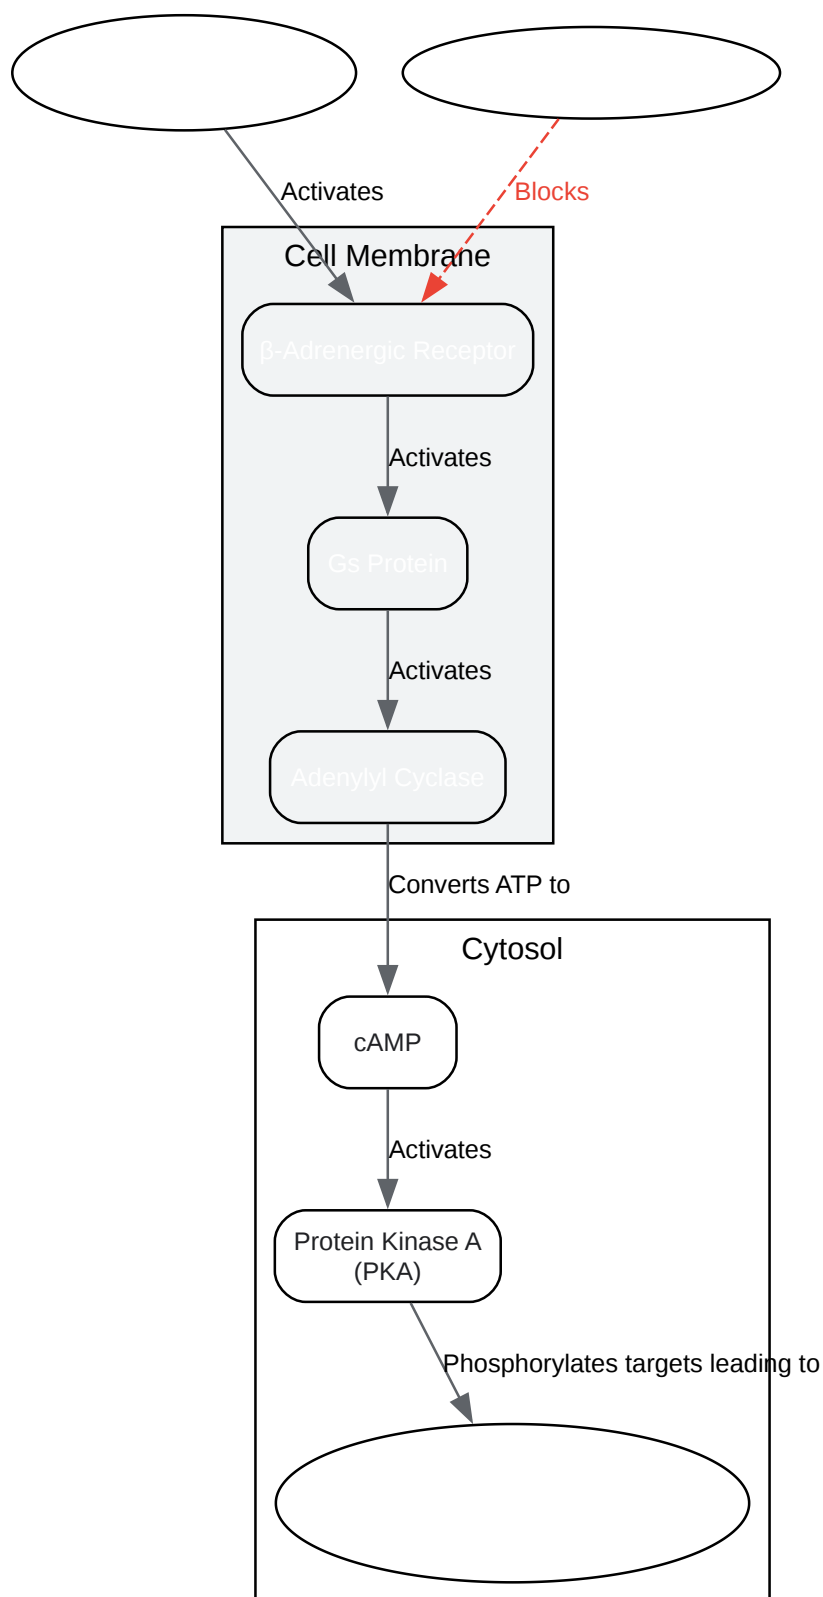 Activates
Blocks
Cell Membrane
β-Adrenergic Receptor
Activates
Gs Protein
Activates
Adenylyl Cyclase
Converts ATP to
Cytosol
cAMP
Activates
Protein Kinase A
(PKA)
Phosphorylates targets leading to